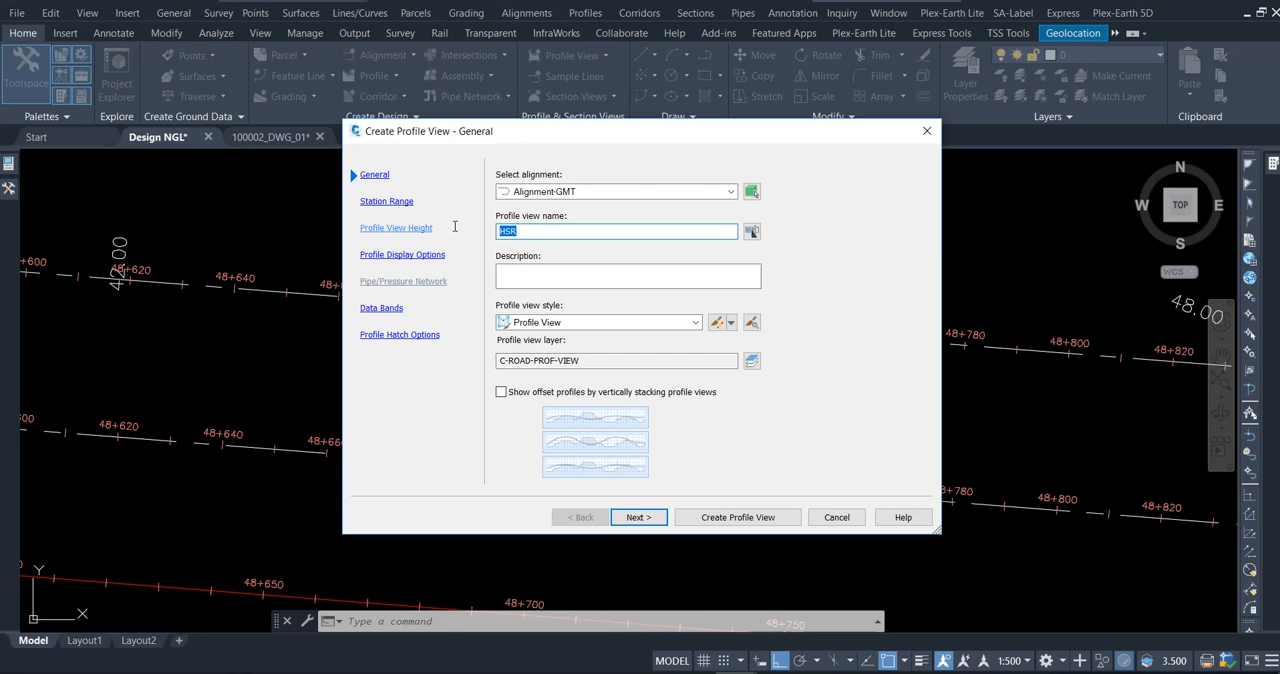 File Edit View Insert General Survey Points Surfaces Lines/Curves Parcels Grading Alignments Profiles Corridors Sections Pipes Annotation Inquiry Window Plex-Earth Lite SA-Label Express Plex-Earth 5D
Home Insert Annotate Modify Analyze View Manage Output Survey Rail Transparent InfraWorks Collaborate Help Add-ins Featured Apps Plex-Earth Lite Express Tools TSS Tools Geolocation
Points Parcel Alignment Intersections Profile View Move Rotate Trim 0
Toolspace Project Explorer Surfaces Feature Line Profile Assembly Sample Lines Copy Mirror Fillet Layer Properties Make Current Paste
Traverse Grading Corridor Pipe Network Section Views Stretch Scale Array Match Layer
Palettes Explore Create Ground Data Create Design Profile & Section Views Draw Modify Layers Clipboard
Start Design NGL* 100002_DWG_01*
Create Profile View - General
General
Station Range
Profile View Height
Profile Display Options
Pipe/Pressure Network
Data Bands
Profile Hatch Options
Select alignment:
Alignment-GMT
Profile view name:
HSR
Description:
Profile view style:
Profile View
Profile view layer:
C-ROAD-PROF-VIEW
Show offset profiles by vertically stacking profile views
< Back Next > Create Profile View Cancel Help
N
W TOP E
S
WCS
48.00
42.00
+600 48+620 48+640
48+780 48+800 48+820
00 48+620 48+640 48+660
+780 48+800 48+820
0 48+650 48+700 48+750
Y
X
Type a command
Model Layout1 Layout2 +
MODEL 1:500 3.500